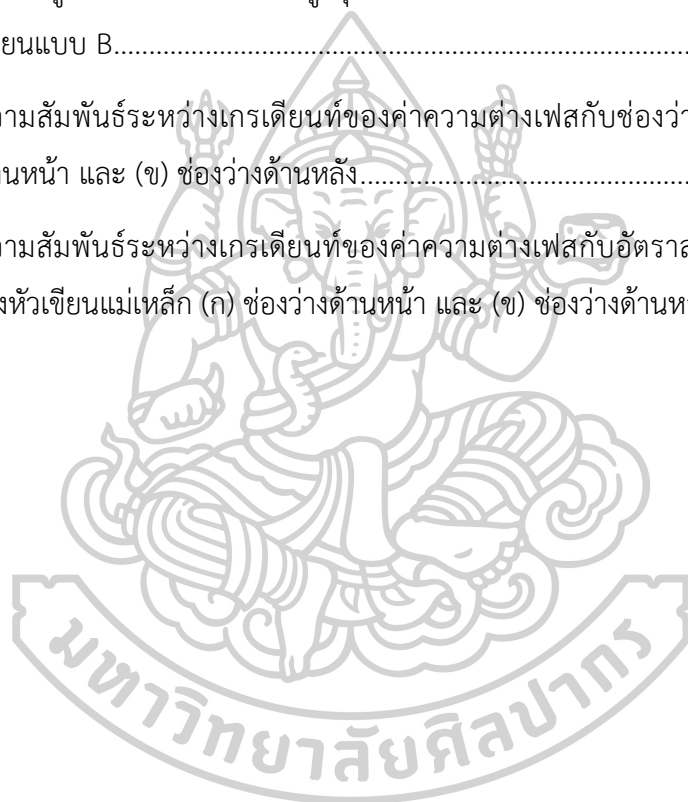 ยนแบบ B....................................................................................
ามสัมพันธ์ระหว่างเกรเดียนท์ของค่าความต่างเฟสกับช่องว่า
านหน้า และ (ข) ช่องว่างด้านหลัง..................................................
ามสัมพันธ์ระหว่างเกรเดียนท์ของค่าความต่างเฟสกับอัตรา
งหัวเขียนแม่เหล็ก (ก) ช่องว่างด้านหน้า และ (ข) ช่องว่างด้าน
มหาวิทยาลัยศิลปากร